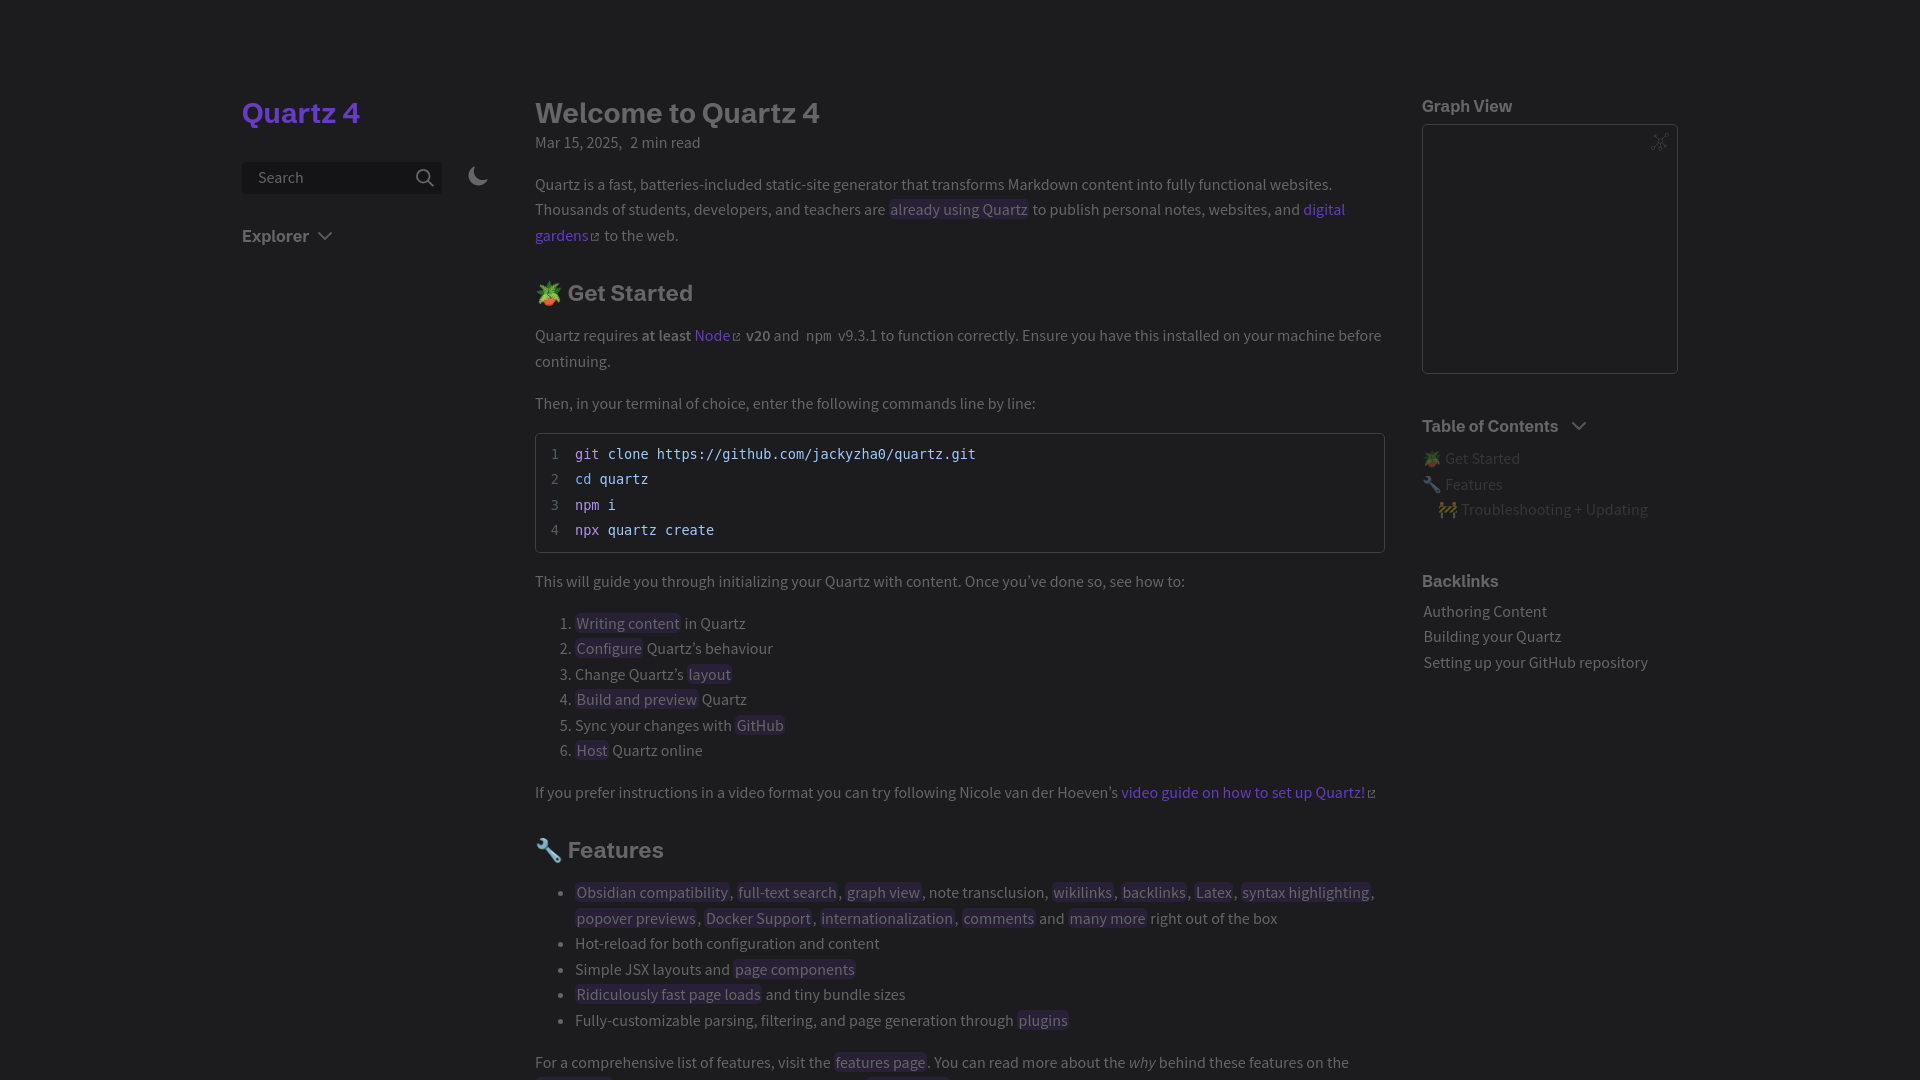 Quartz 4
Search
Explorer
Welcome to Quartz 4
Mar 15, 2025, 2 min read
Quartz is a fast, batteries-included static-site generator that transforms Markdown content into fully functional websites.
Thousands of students, developers, and teachers are already using Quartz to publish personal notes, websites, and digital
gardens to the web.
🪴 Get Started
Quartz requires at least Node v20 and npm v9.3.1 to function correctly. Ensure you have this installed on your machine before
continuing.
Then, in your terminal of choice, enter the following commands line by line:
1 git clone https://github.com/jackyzha0/quartz.git
2 cd quartz
3 npm i
4 npx quartz create
This will guide you through initializing your Quartz with content. Once you’ve done so, see how to:
1. Writing content in Quartz
2. Configure Quartz’s behaviour
3. Change Quartz’s layout
4. Build and preview Quartz
5. Sync your changes with GitHub
6. Host Quartz online
If you prefer instructions in a video format you can try following Nicole van der Hoeven’s video guide on how to set up Quartz!
🔧 Features
• Obsidian compatibility, full-text search, graph view, note transclusion, wikilinks, backlinks, Latex, syntax highlighting,
popover previews, Docker Support, internationalization, comments and many more right out of the box
• Hot-reload for both configuration and content
• Simple JSX layouts and page components
• Ridiculously fast page loads and tiny bundle sizes
• Fully-customizable parsing, filtering, and page generation through plugins
For a comprehensive list of features, visit the features page. You can read more about the why behind these features on the
Graph View
Table of Contents
🪴 Get Started
🔧 Features
🚧 Troubleshooting + Updating
Backlinks
Authoring Content
Building your Quartz
Setting up your GitHub repository